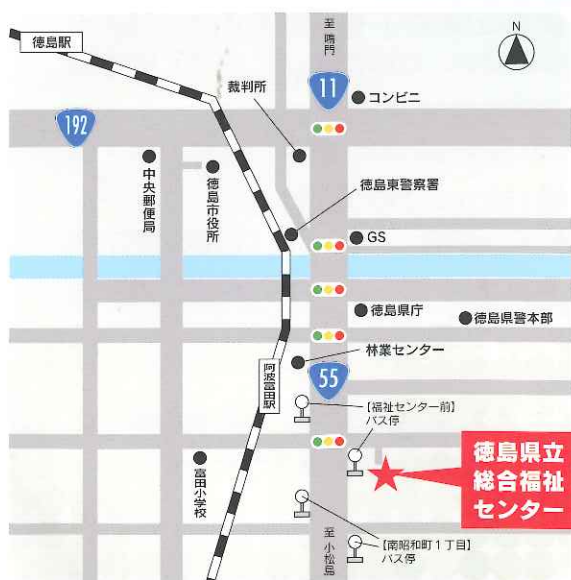 至 鳴門
N
徳島駅
11
コンビニ
裁判所
192
中央郵便局
徳島市役所
徳島東警察署
GS
徳島県庁
徳島県警本部
林業センター
阿波富田駅
55
【福祉センター前】
バス停
バス停
徳島県立
総合福祉
センター
富田小学校
至 小松島
【南昭和町1丁目】
バス停